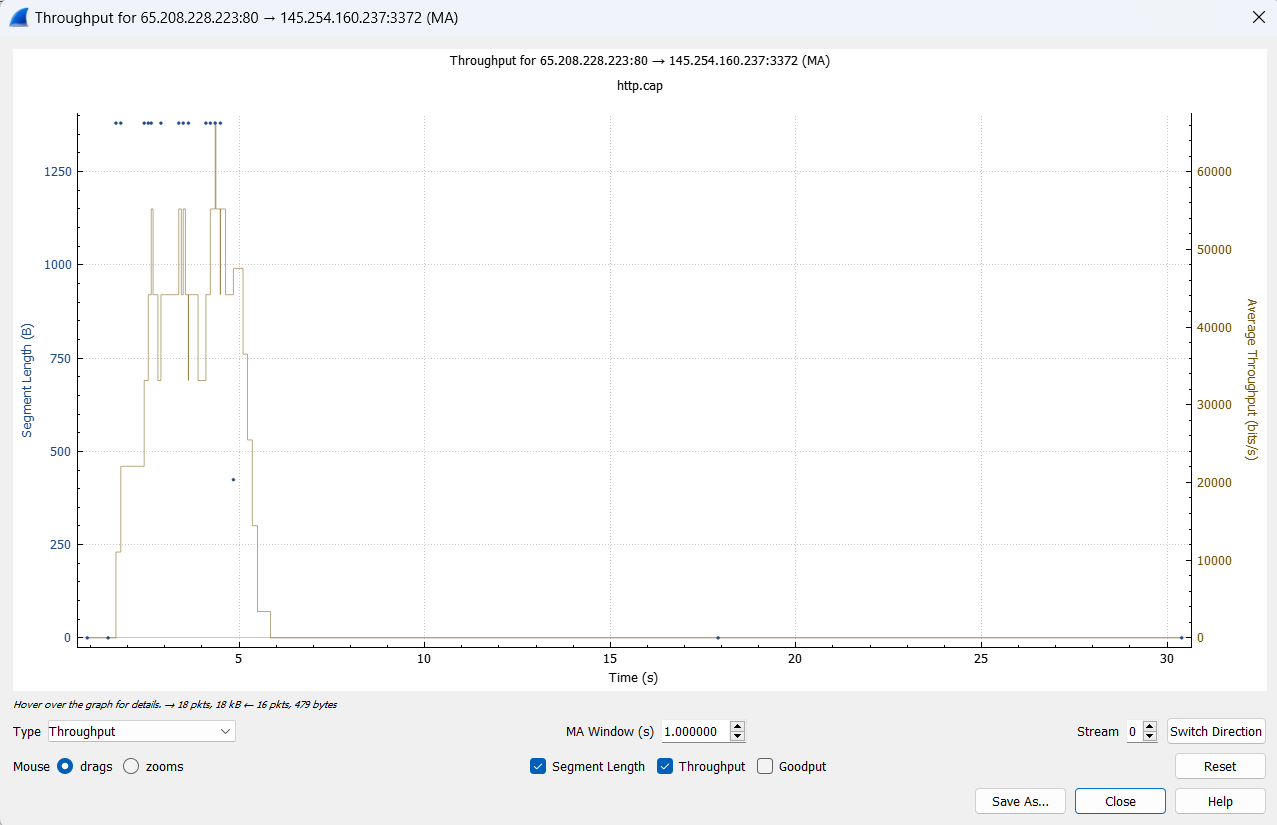 Throughput for 65.208.228.223:80 → 145.254.160.237:3372 (MA)
Throughput for 65.208.228.223:80 → 145.254.160.237:3372 (MA)
http.cap
Segment Length (B)
1250
1000
750
500
250
0
60000
50000
40000
30000
20000
10000
0
Average Throughput (bits/s)
5 10 15 20 25 30
Time (s)
Hover over the graph for details. → 18 pkts, 18 kB ← 16 pkts, 479 bytes
Type Throughput MA Window (s) 1.000000 Stream 0 Switch Direction
Mouse drags zooms Segment Length Throughput Goodput Reset
Save As... Close Help